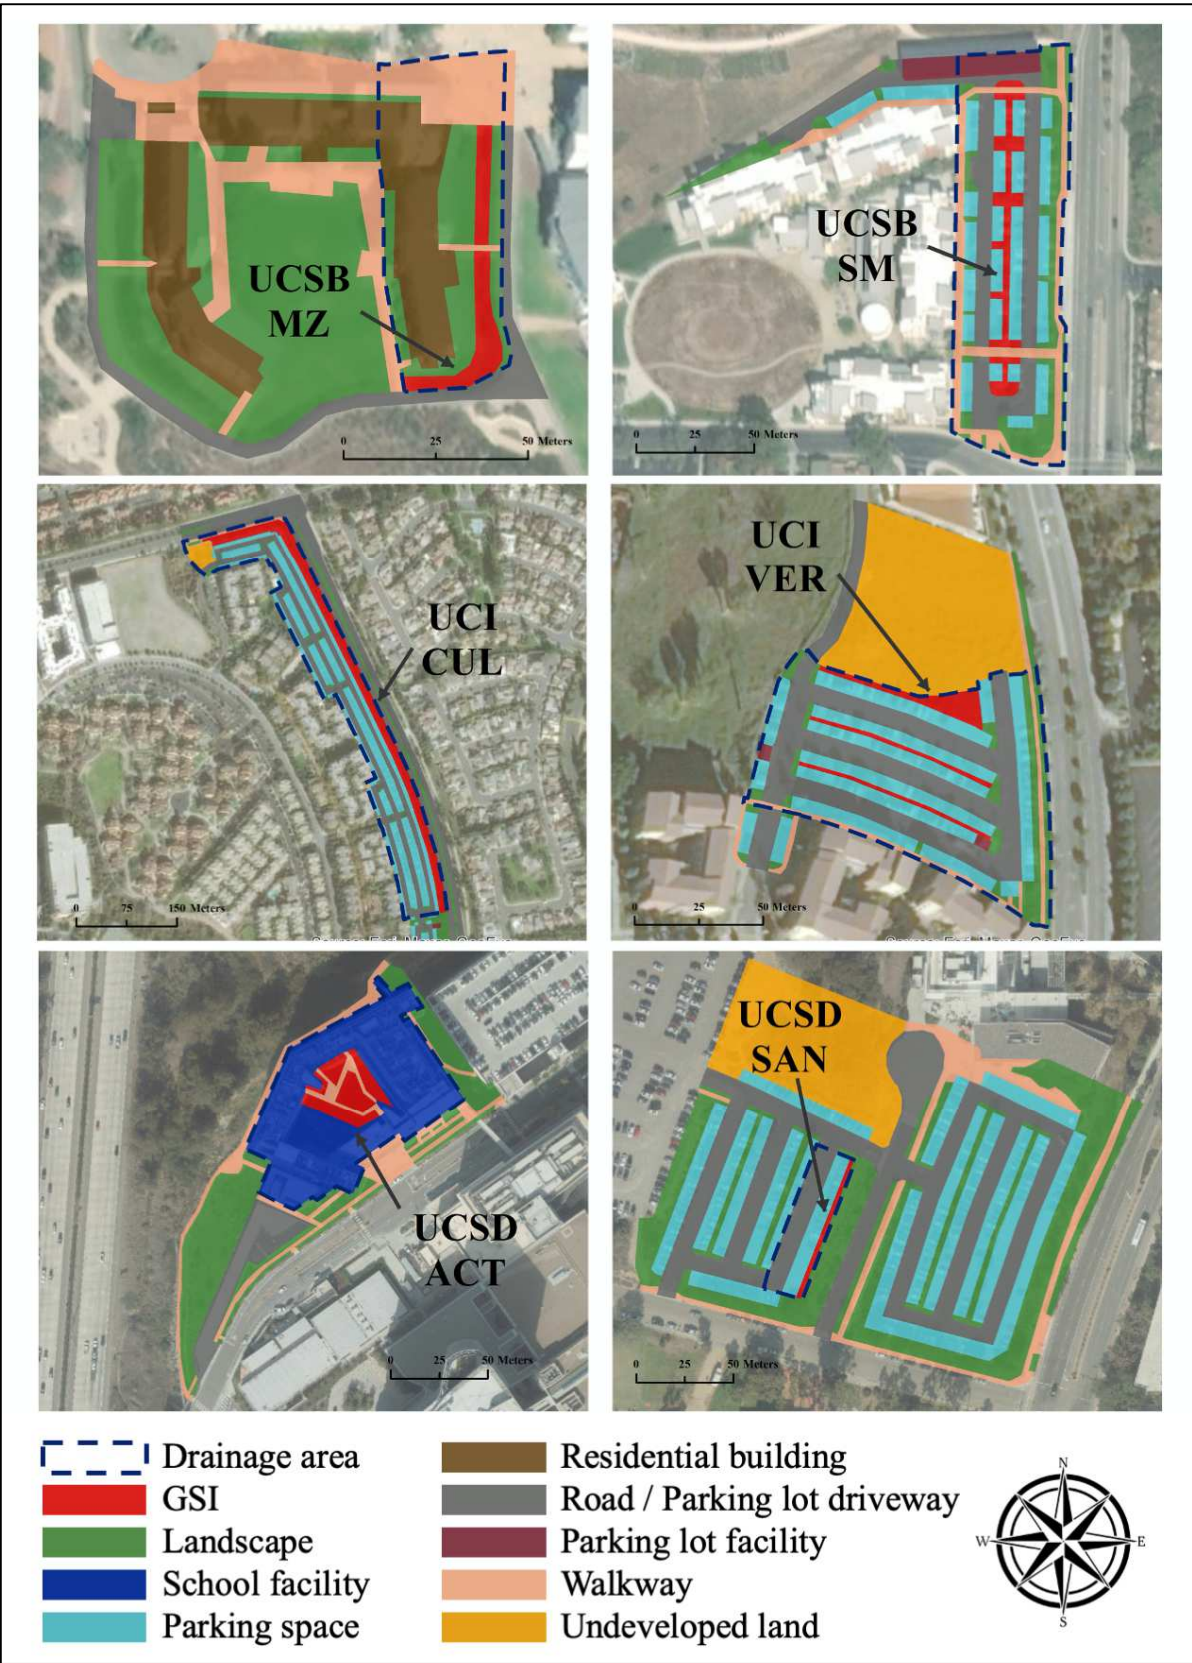 UCSB
MZ
0 25 50 Meters
UCSB
SM
0 25 50 Meters
UCI
CUL
0 75 150 Meters
UCI
VER
0 25 50 Meters
UCSD
ACT
0 25 50 Meters
UCSD
SAN
0 25 50 Meters
Drainage area
GSI
Landscape
School facility
Parking space
Residential building
Road / Parking lot driveway
Parking lot facility
Walkway
Undeveloped land
N
W E
S